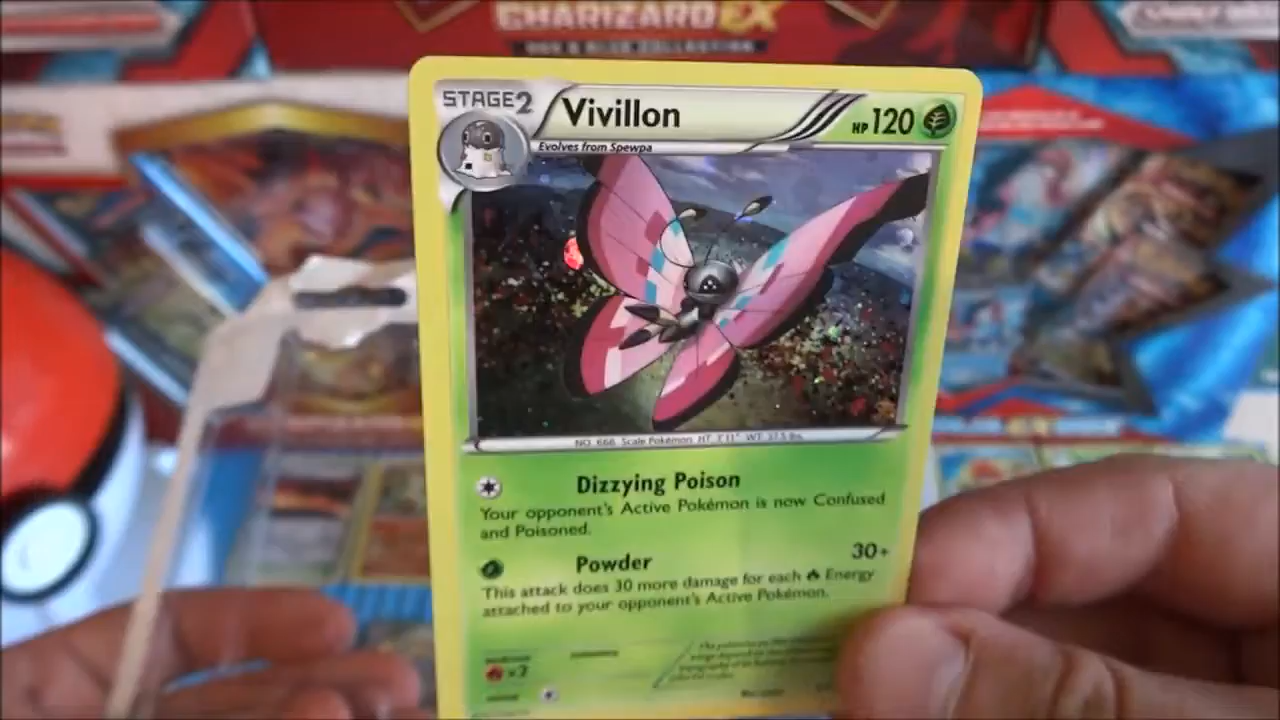 CHARIZARD EX
STAGE2
Vivillon
HP 120
Evolves from Spewpa
NO. 666 Scale Pokémon HT 3'11" WT 37.5 lbs.
Dizzying Poison
Your opponent's Active Pokémon is now Confused
and Poisoned.
Powder 30+
This attack does 30 more damage for each Energy
attached to your opponent's Active Pokémon.
×2